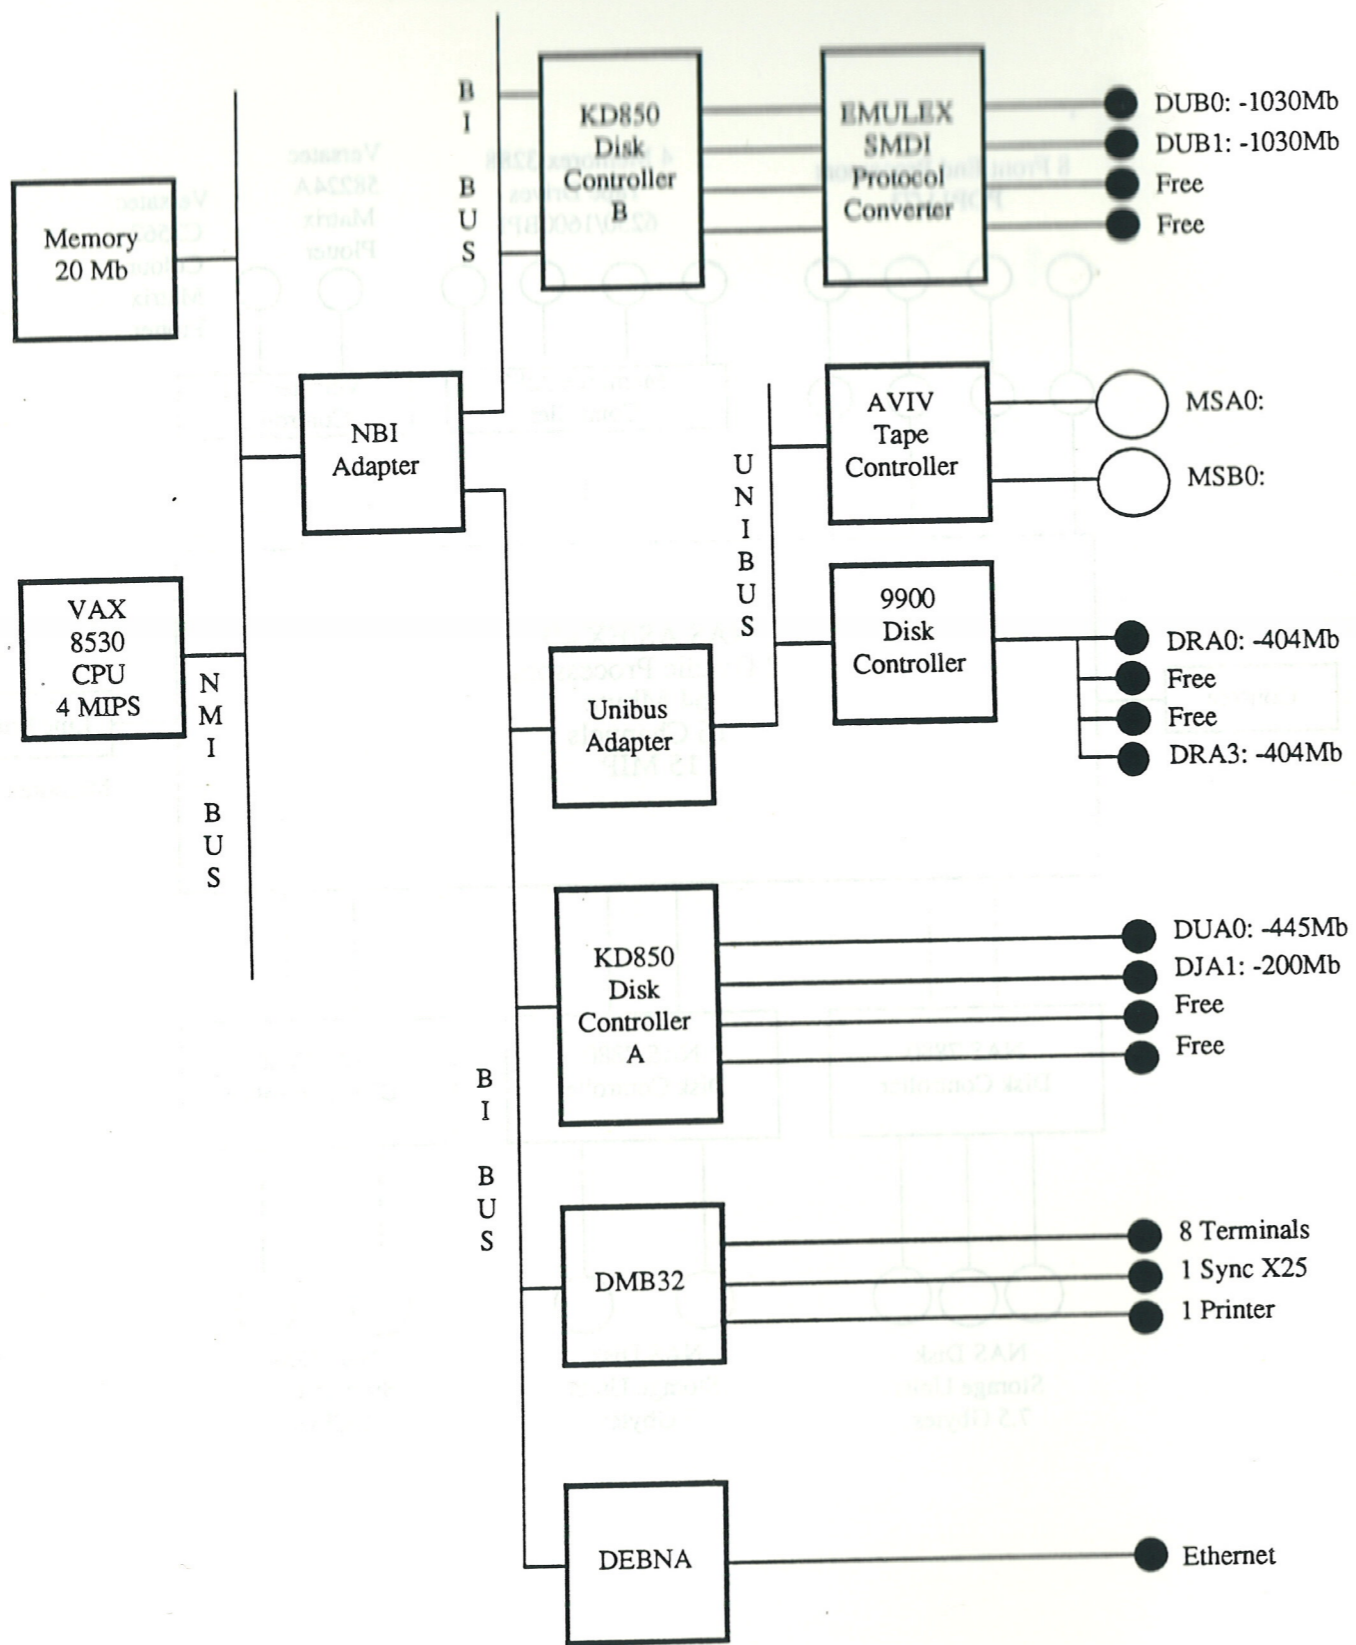 B
I
B
U
S
KD850
Disk
Controller
B
EMULEX
SMDI
Protocol
Converter
DUB0: -1030Mb
DUB1: -1030Mb
Free
Free
Memory
20 Mb
NBI
Adapter
U
N
I
B
U
S
AVIV
Tape
Controller
MSA0:
MSB0:
VAX
8530
CPU
4 MIPS
N
M
I
B
U
S
9900
Disk
Controller
DRA0: -404Mb
Free
Free
DRA3: -404Mb
Unibus
Adapter
KD850
Disk
Controller
A
DUA0: -445Mb
DJA1: -200Mb
Free
Free
B
I
B
U
S
DMB32
8 Terminals
1 Sync X25
1 Printer
DEBNA
Ethernet